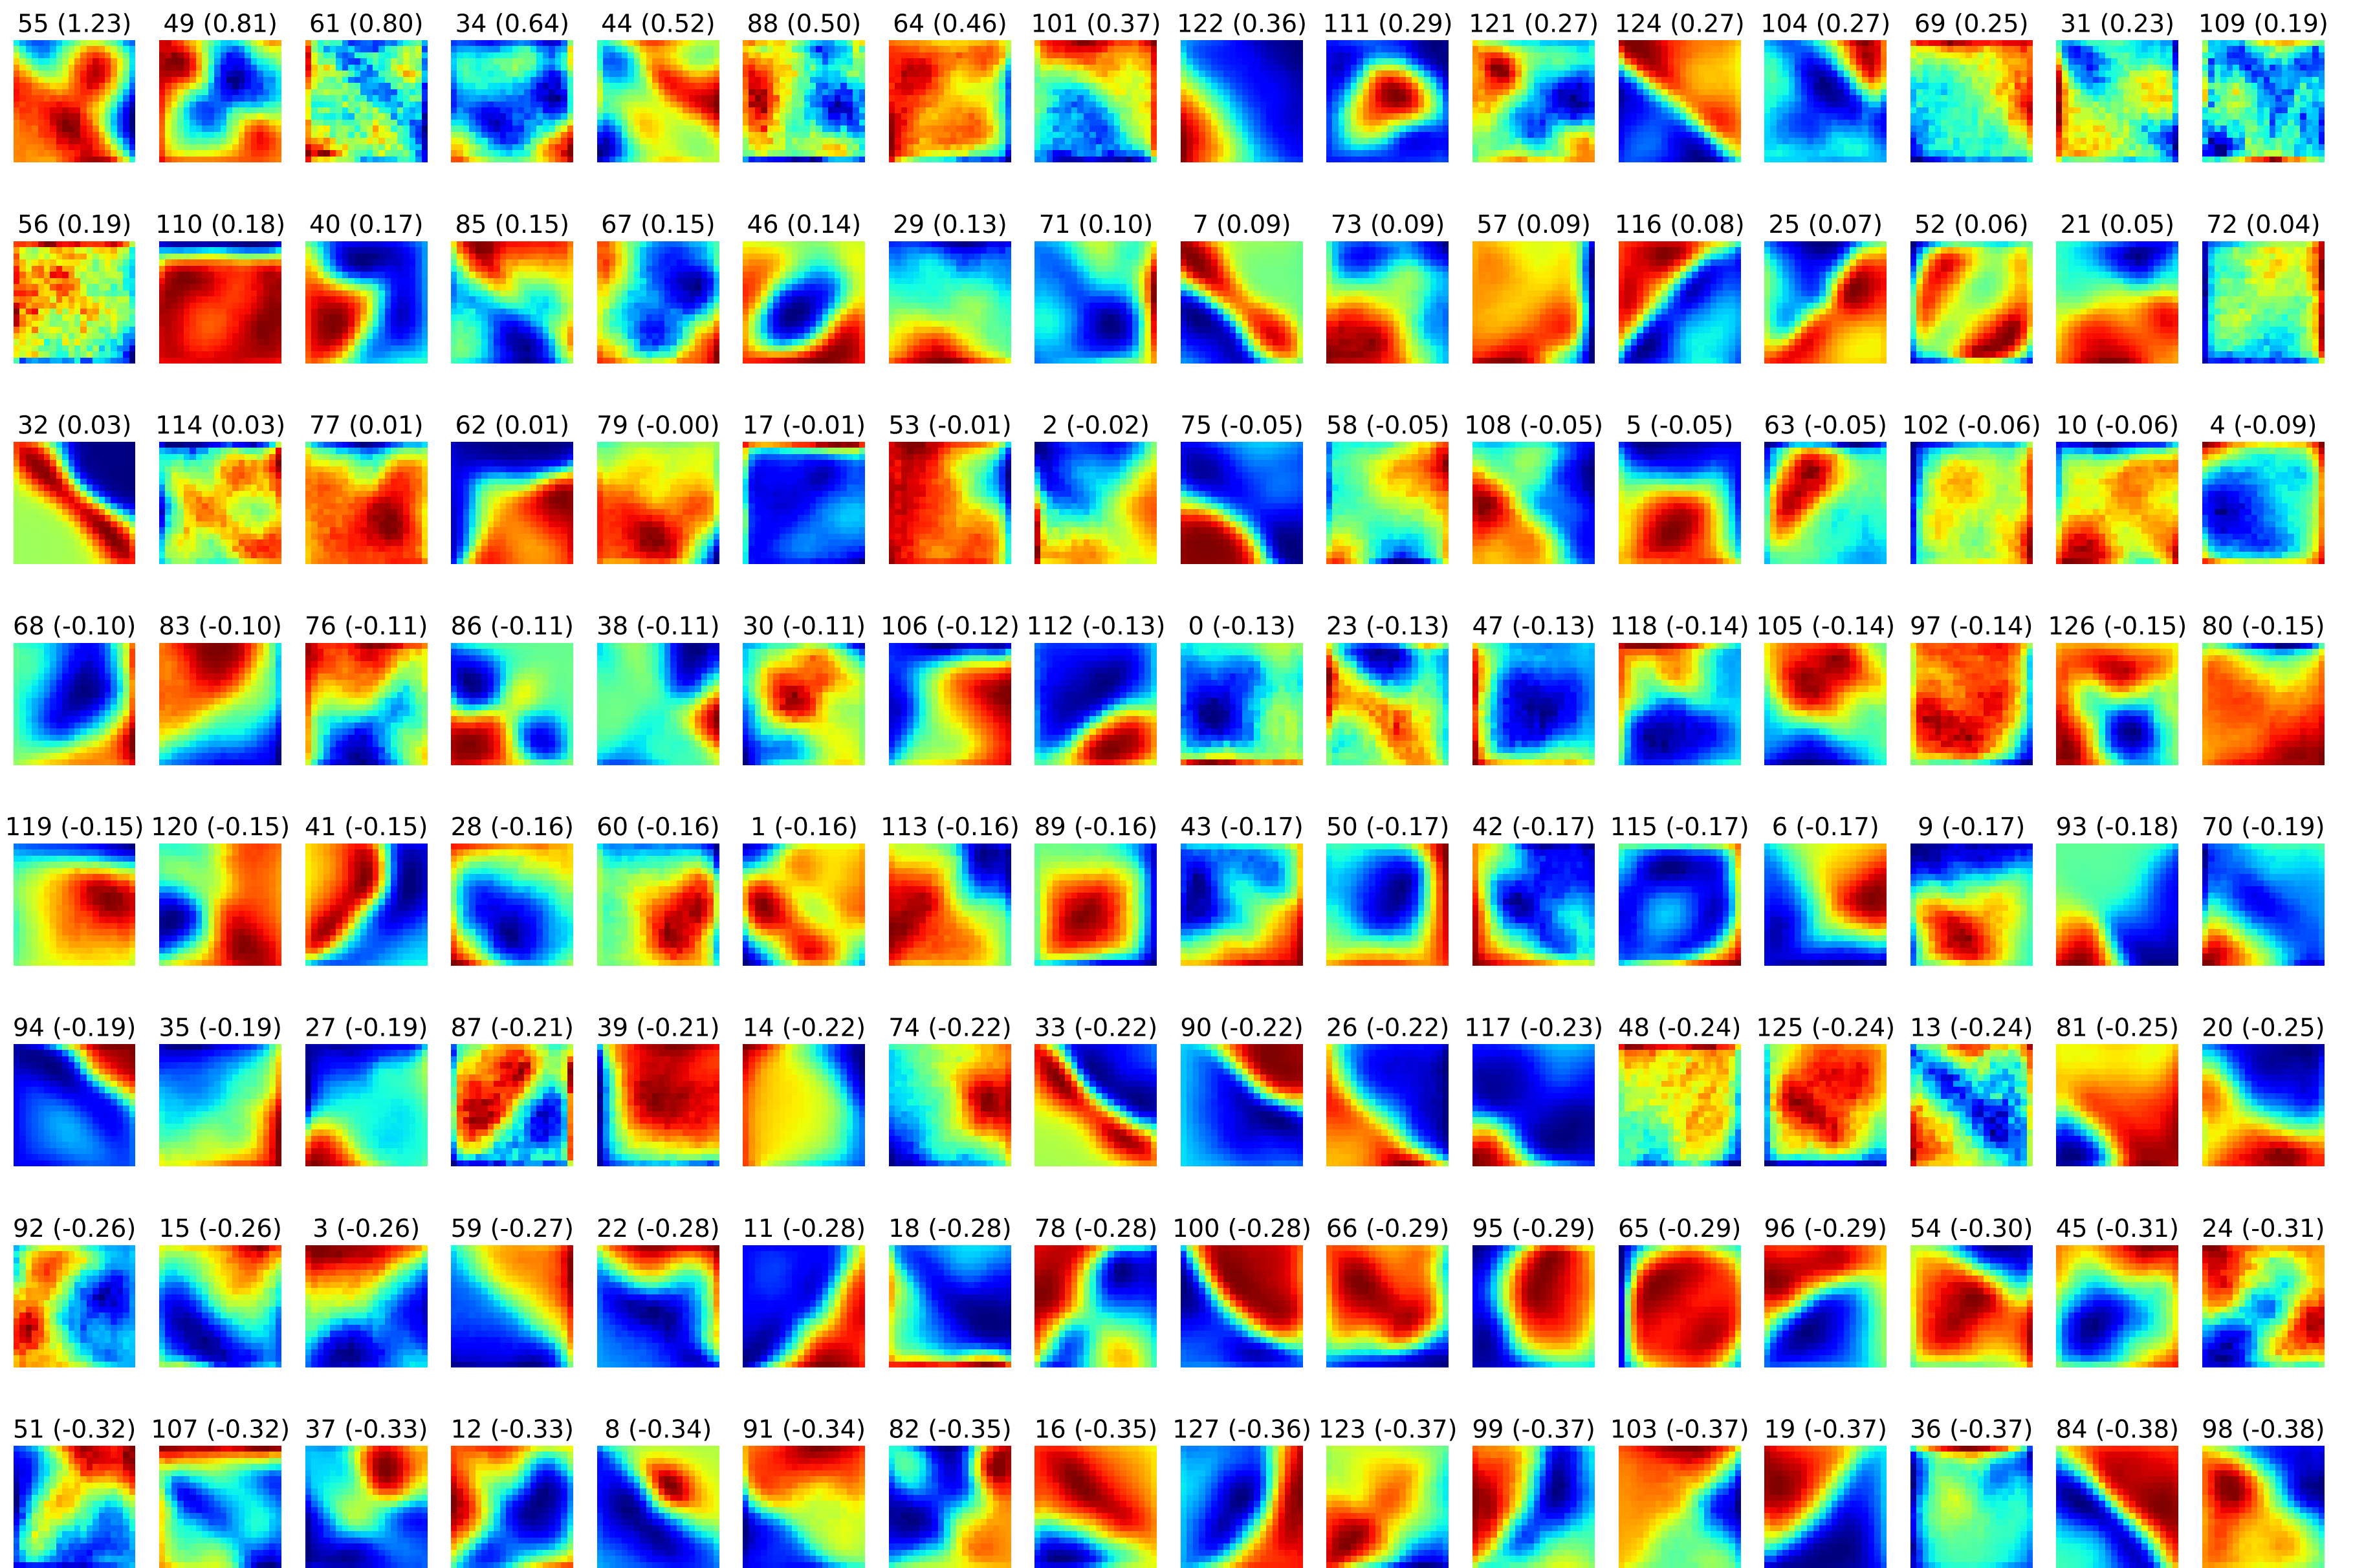 55 (1.23) 49 (0.81) 61 (0.80) 34 (0.64) 44 (0.52) 88 (0.50) 64 (0.46) 101 (0.37) 122 (0.36) 111 (0.29) 121 (0.27) 124 (0.27) 104 (0.27) 69 (0.25) 31 (0.23) 109 (0.19)
56 (0.19) 110 (0.18) 40 (0.17) 85 (0.15) 67 (0.15) 46 (0.14) 29 (0.13) 71 (0.10) 7 (0.09) 73 (0.09) 57 (0.09) 116 (0.08) 25 (0.07) 52 (0.06) 21 (0.05) 72 (0.04)
32 (0.03) 114 (0.03) 77 (0.01) 62 (0.01) 79 (-0.00) 17 (-0.01) 53 (-0.01) 2 (-0.02) 75 (-0.05) 58 (-0.05) 108 (-0.05) 5 (-0.05) 63 (-0.05) 102 (-0.06) 10 (-0.06) 4 (-0.09)
68 (-0.10) 83 (-0.10) 76 (-0.11) 86 (-0.11) 38 (-0.11) 30 (-0.11) 106 (-0.12) 112 (-0.13) 0 (-0.13) 23 (-0.13) 47 (-0.13) 118 (-0.14) 105 (-0.14) 97 (-0.14) 126 (-0.15) 80 (-0.15)
119 (-0.15) 120 (-0.15) 41 (-0.15) 28 (-0.16) 60 (-0.16) 1 (-0.16) 113 (-0.16) 89 (-0.16) 43 (-0.17) 50 (-0.17) 42 (-0.17) 115 (-0.17) 6 (-0.17) 9 (-0.17) 93 (-0.18) 70 (-0.19)
94 (-0.19) 35 (-0.19) 27 (-0.19) 87 (-0.21) 39 (-0.21) 14 (-0.22) 74 (-0.22) 33 (-0.22) 90 (-0.22) 26 (-0.22) 117 (-0.23) 48 (-0.24) 125 (-0.24) 13 (-0.24) 81 (-0.25) 20 (-0.25)
92 (-0.26) 15 (-0.26) 3 (-0.26) 59 (-0.27) 22 (-0.28) 11 (-0.28) 18 (-0.28) 78 (-0.28) 100 (-0.28) 66 (-0.29) 95 (-0.29) 65 (-0.29) 96 (-0.29) 54 (-0.30) 45 (-0.31) 24 (-0.31)
51 (-0.32) 107 (-0.32) 37 (-0.33) 12 (-0.33) 8 (-0.34) 91 (-0.34) 82 (-0.35) 16 (-0.35) 127 (-0.36) 123 (-0.37) 99 (-0.37) 103 (-0.37) 19 (-0.37) 36 (-0.37) 84 (-0.38) 98 (-0.38)